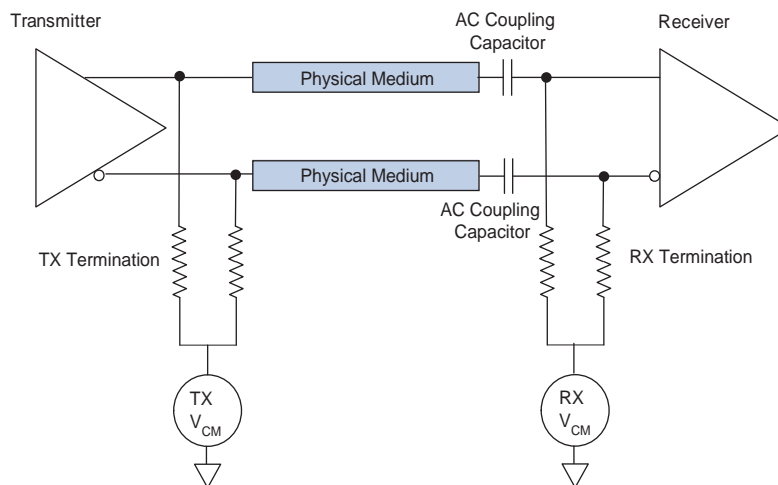 Transmitter
AC Coupling
Capacitor
Receiver
Physical Medium
Physical Medium
AC Coupling
Capacitor
TX Termination
RX Termination
TX
VCM
RX
VCM